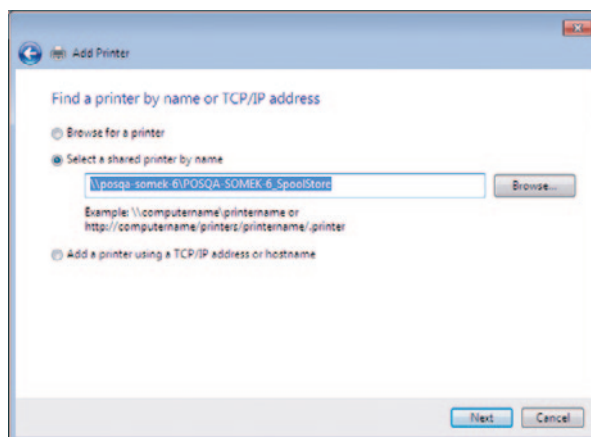 Add Printer
Find a printer by name or TCP/IP address
Browse for a printer
Select a shared printer by name
\\posqa-somek-6\POSQA-SOMEK-6_SpoolStore
Browse...
Example: \\computername\printername or
http://computername/printers/printername/.printer
Add a printer using a TCP/IP address or hostname
Next
Cancel